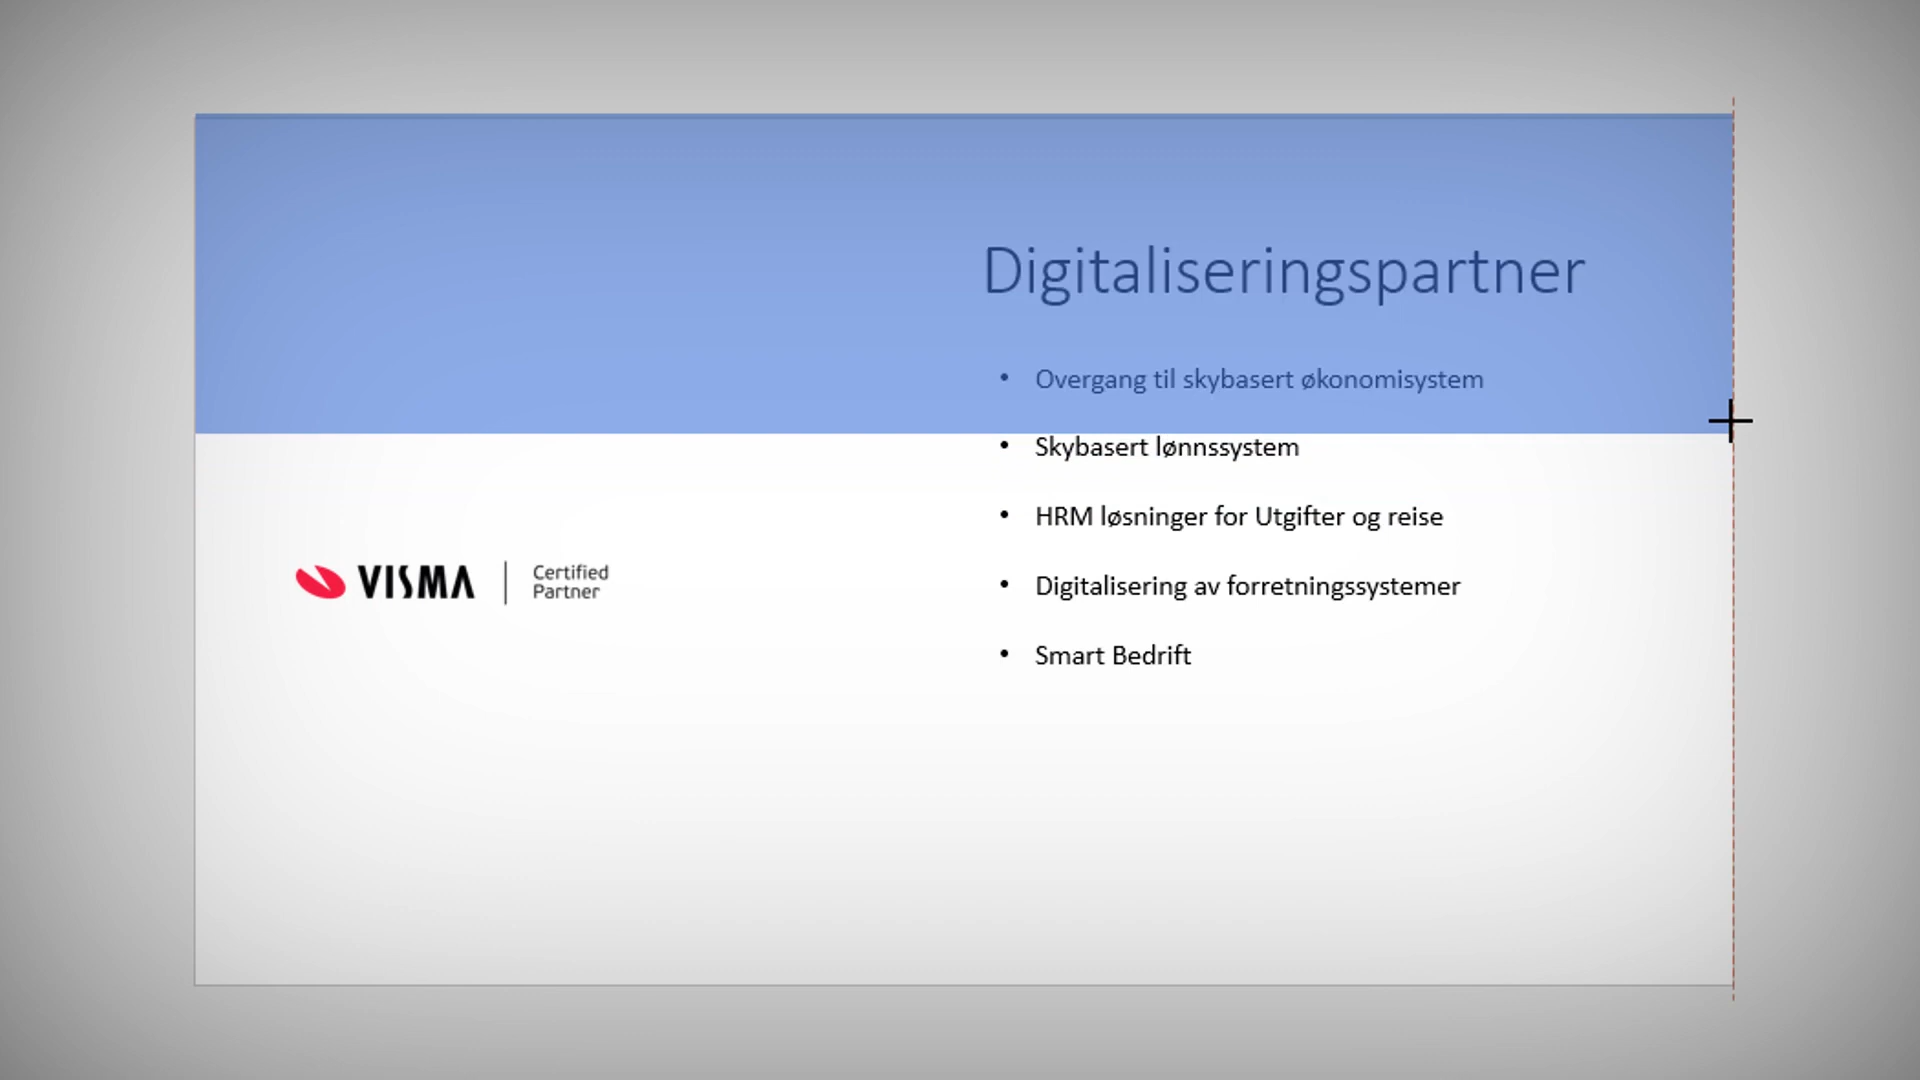 Digitaliseringspartner
• Overgang til skybasert økonomisystem
• Skybasert lønnssystem
• HRM løsninger for Utgifter og reise
• Digitalisering av forretningssystemer
• Smart Bedrift
VISMA
Certified
Partner